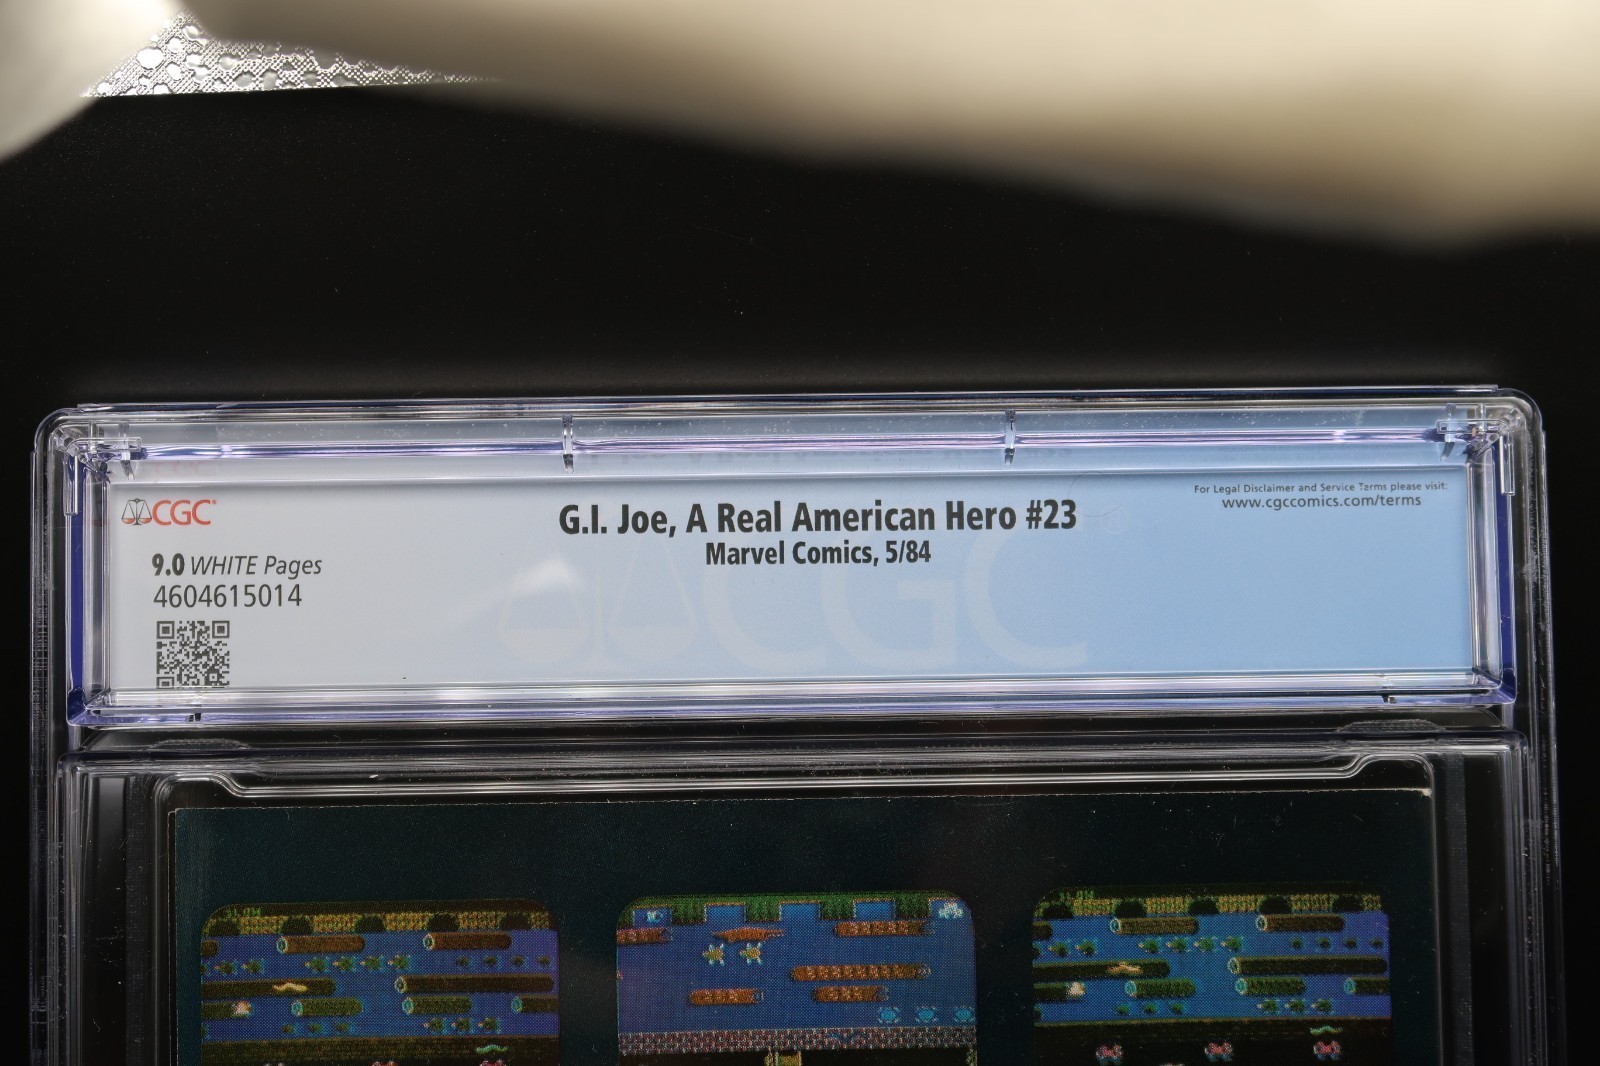 CGC
9.0 WHITE Pages
4604615014
G.I. Joe, A Real American Hero #23
Marvel Comics, 5/84
For Legal Disclaimer and Service Terms please visit:
www.cgccomics.com/terms
CGC